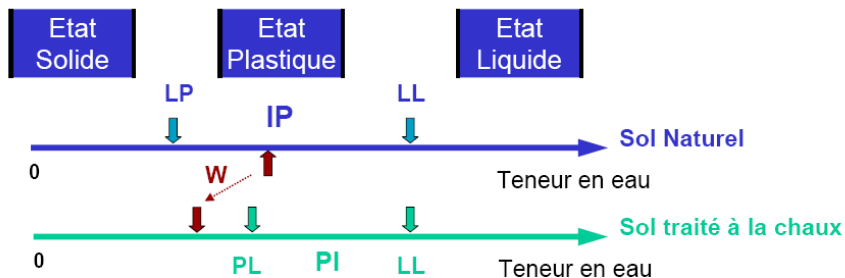 Etat Solide
Etat Plastique
Etat Liquide
LP
IP
LL
Sol Naturel
0
W
Teneur en eau
Sol traité à la chaux
0
PL
PI
LL
Teneur en eau